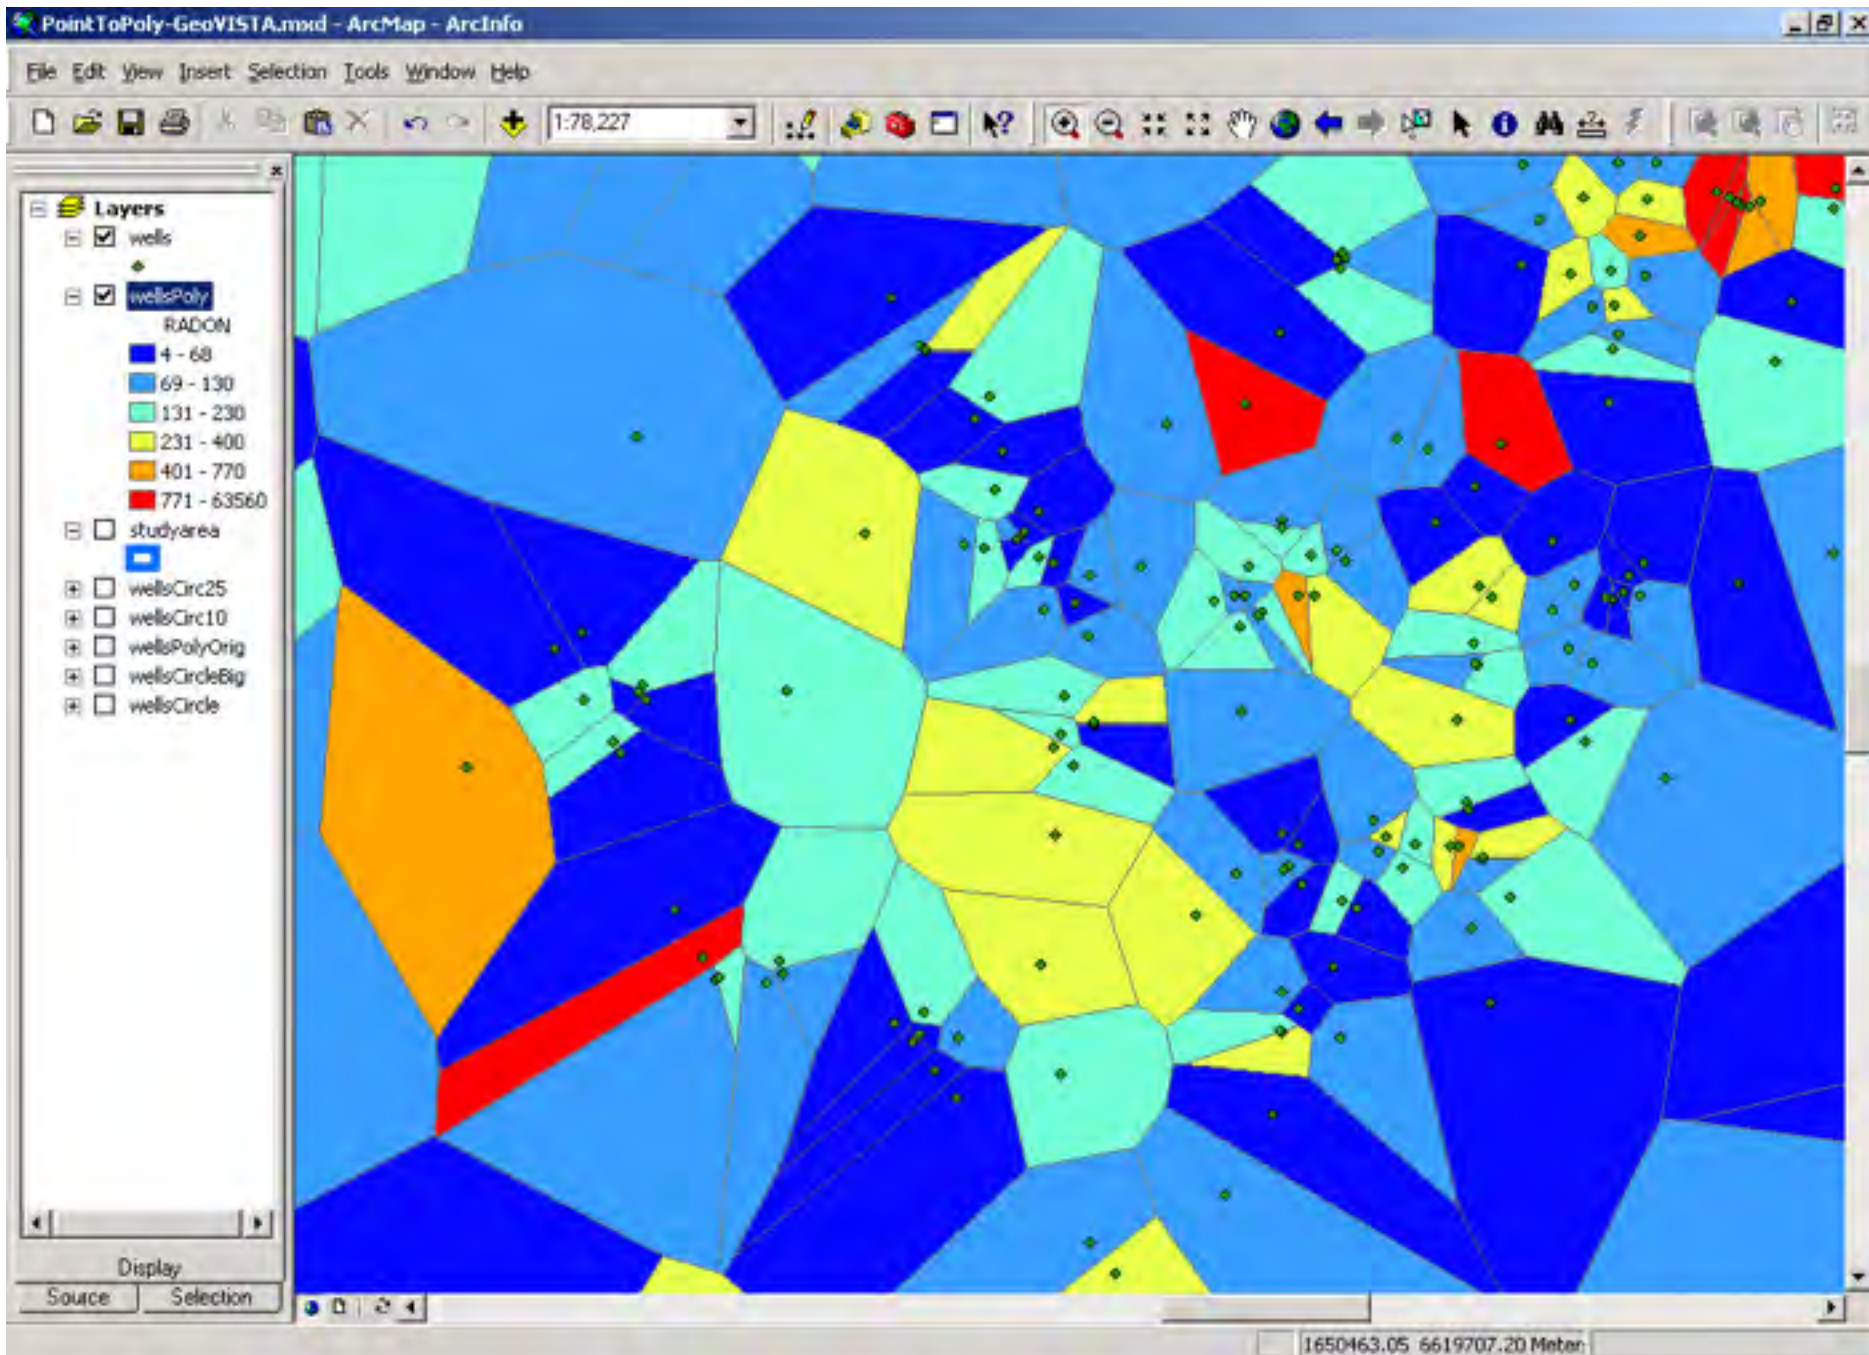 PointToPoly-GeoVISTA.mxd - ArcMap - ArcInfo
File Edit View Insert Selection Tools Window Help
1:78,227
Layers
wells
wellsPoly
RADON
4 - 68
69 - 130
131 - 230
231 - 400
401 - 770
771 - 63560
studyarea
wellsCirc25
wellsCirc10
wellsPolyOrig
wellsCircleBig
wellsCircle
Display
Source Selection
1650463.05 6619707.20 Meter